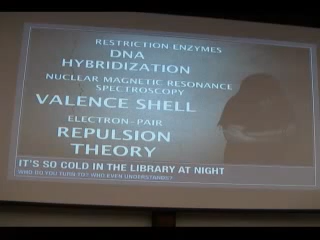 RESTRICTION ENZYMES
DNA
HYBRIDIZATION
NUCLEAR MAGNETIC RESONANCE
SPECTROSCOPY
VALENCE SHELL
ELECTRON-PAIR
REPULSION
THEORY
IT'S SO COLD IN THE LIBRARY AT NIGHT
WHO DO YOU TURN TO? WHO EVEN UNDERSTANDS?